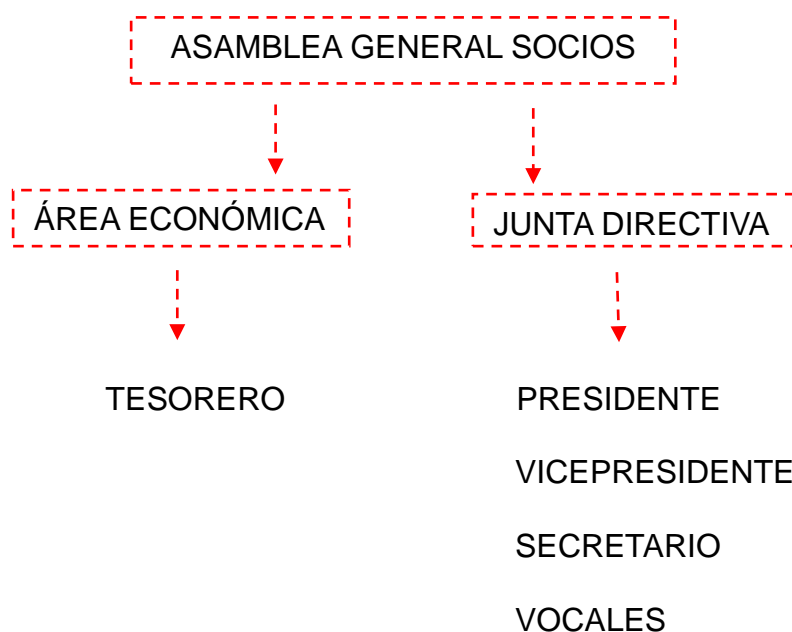 ASAMBLEA GENERAL SOCIOS
ÁREA ECONÓMICA
JUNTA DIRECTIVA
TESORERO
PRESIDENTE
VICEPRESIDENTE
SECRETARIO
VOCALES